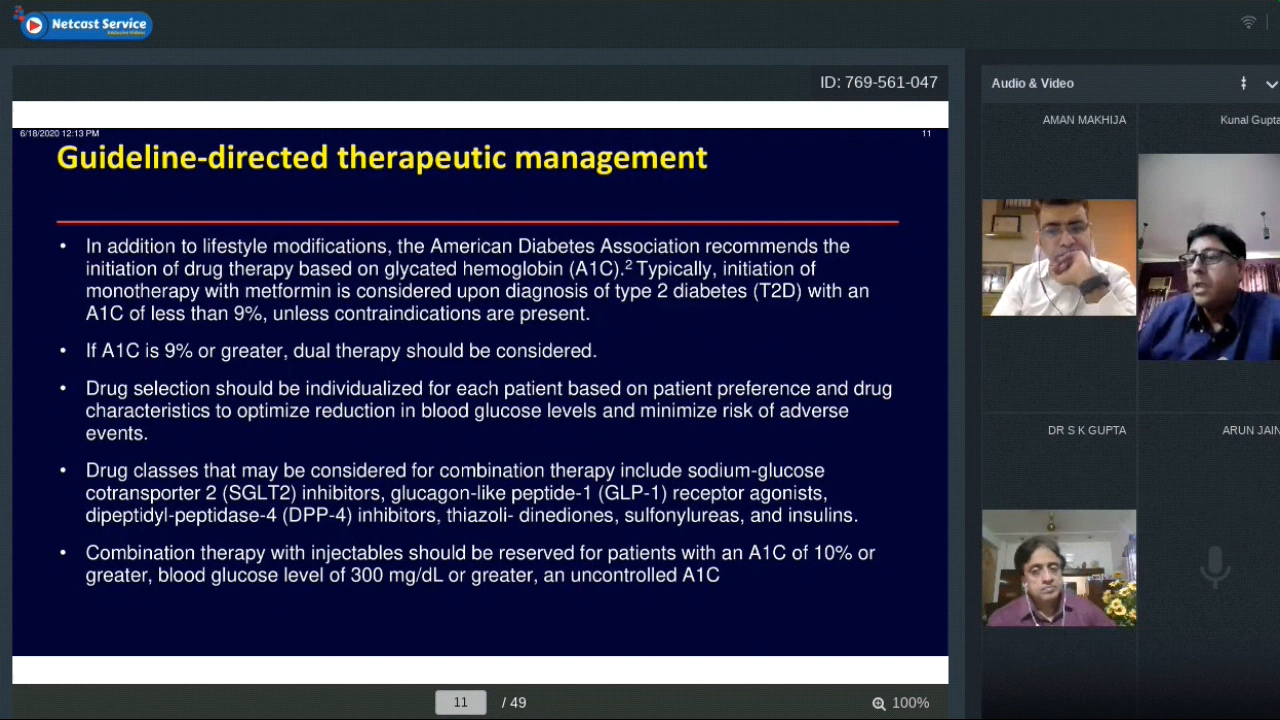 Netcast Service
ID: 769-561-047
Audio & Video
6/18/2020 12:13 PM
11
Guideline-directed therapeutic management
• In addition to lifestyle modifications, the American Diabetes Association recommends the
initiation of drug therapy based on glycated hemoglobin (A1C).² Typically, initiation of
monotherapy with metformin is considered upon diagnosis of type 2 diabetes (T2D) with an
A1C of less than 9%, unless contraindications are present.
• If A1C is 9% or greater, dual therapy should be considered.
• Drug selection should be individualized for each patient based on patient preference and drug
characteristics to optimize reduction in blood glucose levels and minimize risk of adverse
events.
• Drug classes that may be considered for combination therapy include sodium-glucose
cotransporter 2 (SGLT2) inhibitors, glucagon-like peptide-1 (GLP-1) receptor agonists,
dipeptidyl-peptidase-4 (DPP-4) inhibitors, thiazoli- dinediones, sulfonylureas, and insulins.
• Combination therapy with injectables should be reserved for patients with an A1C of 10% or
greater, blood glucose level of 300 mg/dL or greater, an uncontrolled A1C
11 / 49
100%
AMAN MAKHIJA
Kunal Gupta
DR S K GUPTA
ARUN JAIN